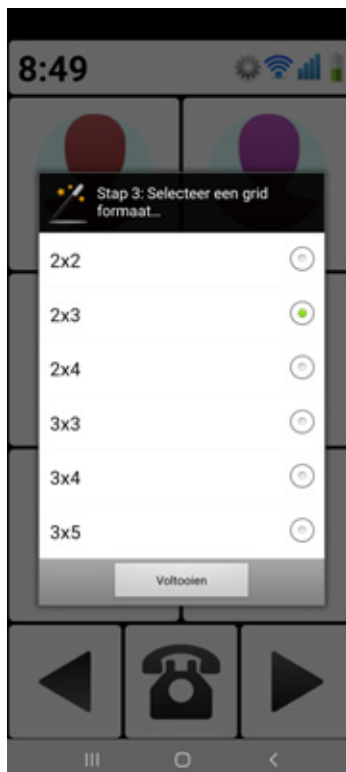 8:49
Stap 3: Selecteer een grid
formaat...
2x2
2x3
2x4
3x3
3x4
3x5
Voltooien